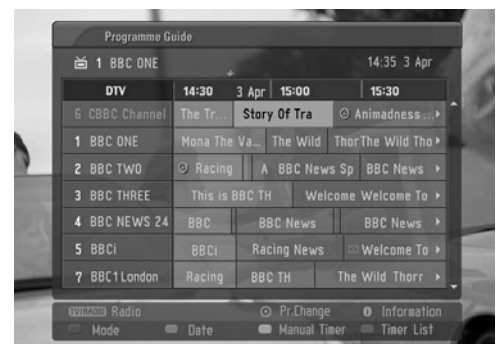 Programme Guide
1 BBC ONE 14:35 3 Apr
DTV 14:30 3 Apr 15:00 15:30
6 CBBC Channel The Tr... Story Of Tra Animadness ...
1 BBC ONE Mona The Va... The Wild Thor The Wild Tho
2 BBC TWO Racing A BBC News Sp BBC News
3 BBC THREE This is BBC TH Welcome Welcome To
4 BBC NEWS 24 BBC BBC News BBC News
5 BBCi BBCi Racing News Welcome To
7 BBC1 London Racing BBC TH The Wild Thorr
TV/RADIO Radio Pr.Change Information
Mode Date Manual Timer Timer List